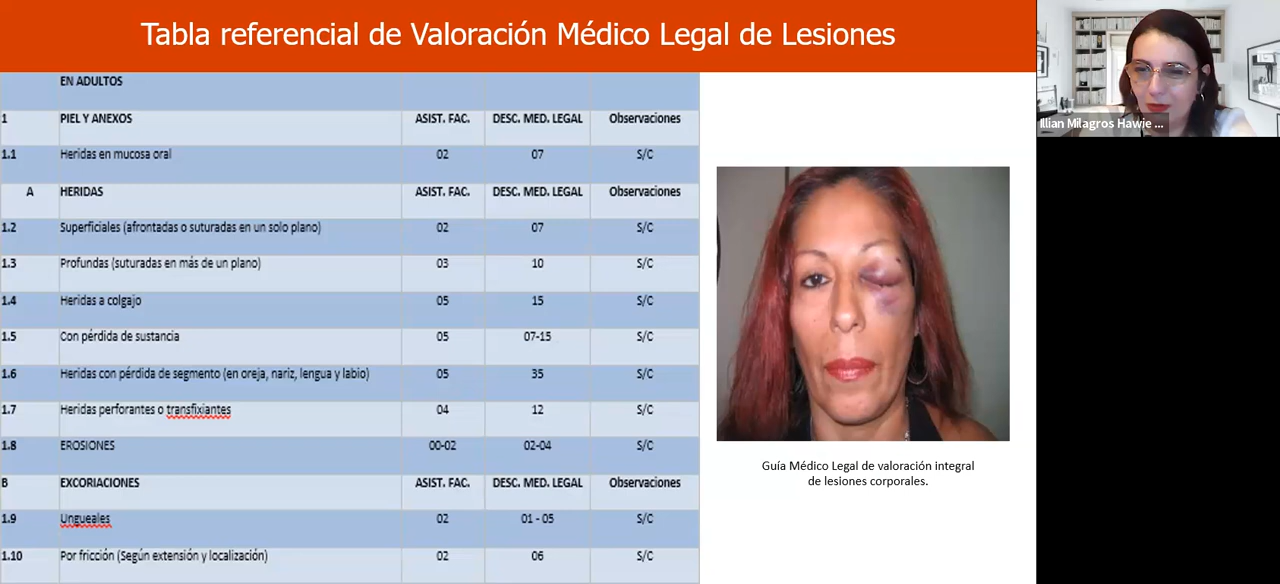 Tabla referencial de Valoración Médico Legal de Lesiones
EN ADULTOS
1 PIEL Y ANEXOS ASIST. FAC. DESC. MED. LEGAL Observaciones
1.1 Heridas en mucosa oral 02 07 S/C
A HERIDAS ASIST. FAC. DESC. MED. LEGAL Observaciones
1.2 Superficiales (afrontadas o suturadas en un solo plano) 02 07 S/C
1.3 Profundas (suturadas en más de un plano) 03 10 S/C
1.4 Heridas a colgajo 05 15 S/C
1.5 Con pérdida de sustancia 05 07-15 S/C
1.6 Heridas con pérdida de segmento (en oreja, nariz, lengua y labio) 05 35 S/C
1.7 Heridas perforantes o transfixiantes 04 12 S/C
1.8 EROSIONES 00-02 02-04 S/C
B EXCORIACIONES ASIST. FAC. DESC. MED. LEGAL Observaciones
1.9 Ungueales 02 01 - 05 S/C
1.10 Por fricción (Según extensión y localización) 02 06 S/C
Guía Médico Legal de valoración integral
de lesiones corporales.
Illian Milagros Hawie ...